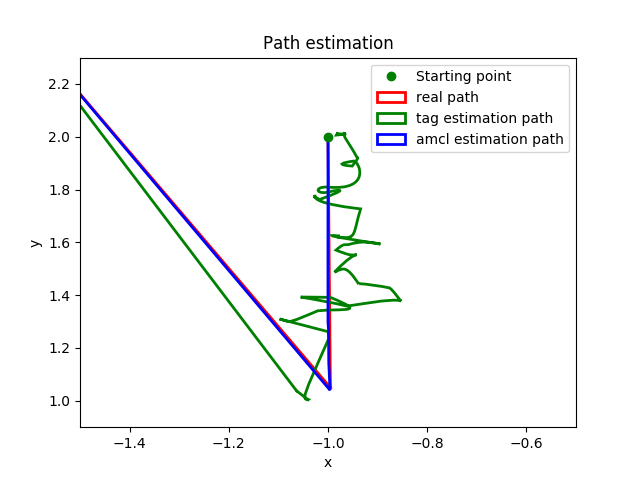 Path estimation
Starting point
real path
tag estimation path
amcl estimation path
y
2.2
2.0
1.8
1.6
1.4
1.2
1.0
−1.4
−1.2
−1.0
−0.8
−0.6
x